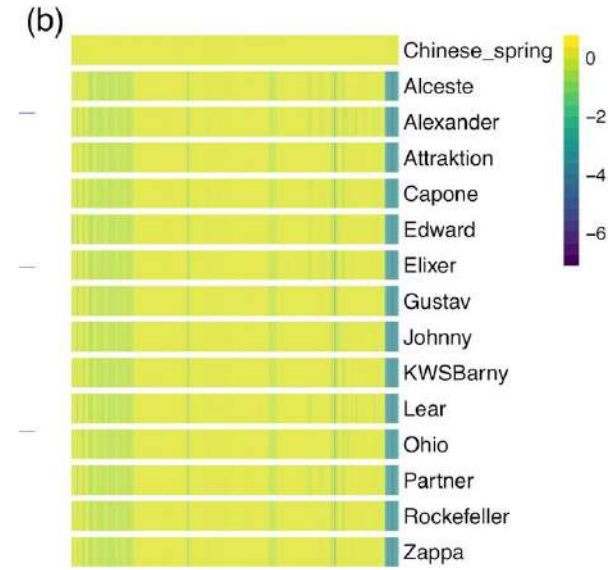 (b)
Chinese_spring
Alceste
Alexander
Attraktion
Capone
Edward
Elixer
Gustav
Johnny
KWSBarny
Lear
Ohio
Partner
Rockefeller
Zappa
0
−2
−4
−6